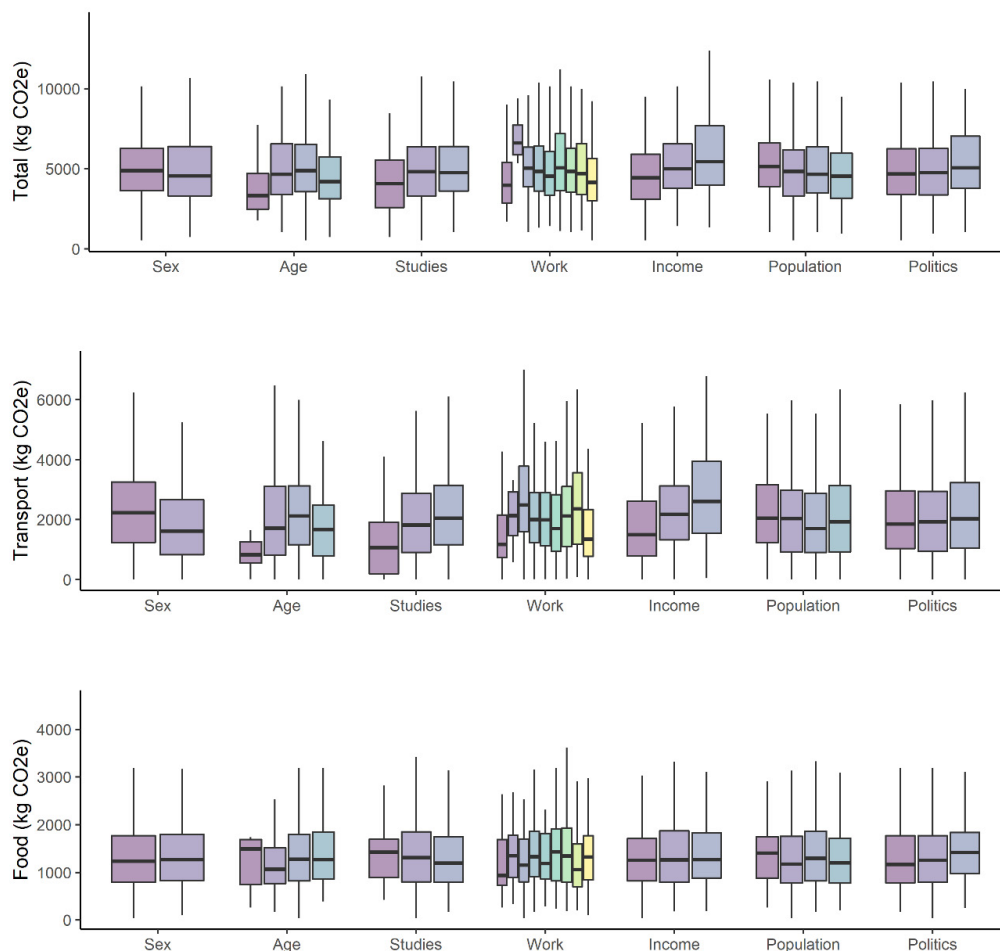 Total (kg CO2e)
10000
5000
0
Sex Age Studies Work Income Population Politics
Transport (kg CO2e)
6000
4000
2000
0
Sex Age Studies Work Income Population Politics
Food (kg CO2e)
4000
3000
2000
1000
0
Sex Age Studies Work Income Population Politics